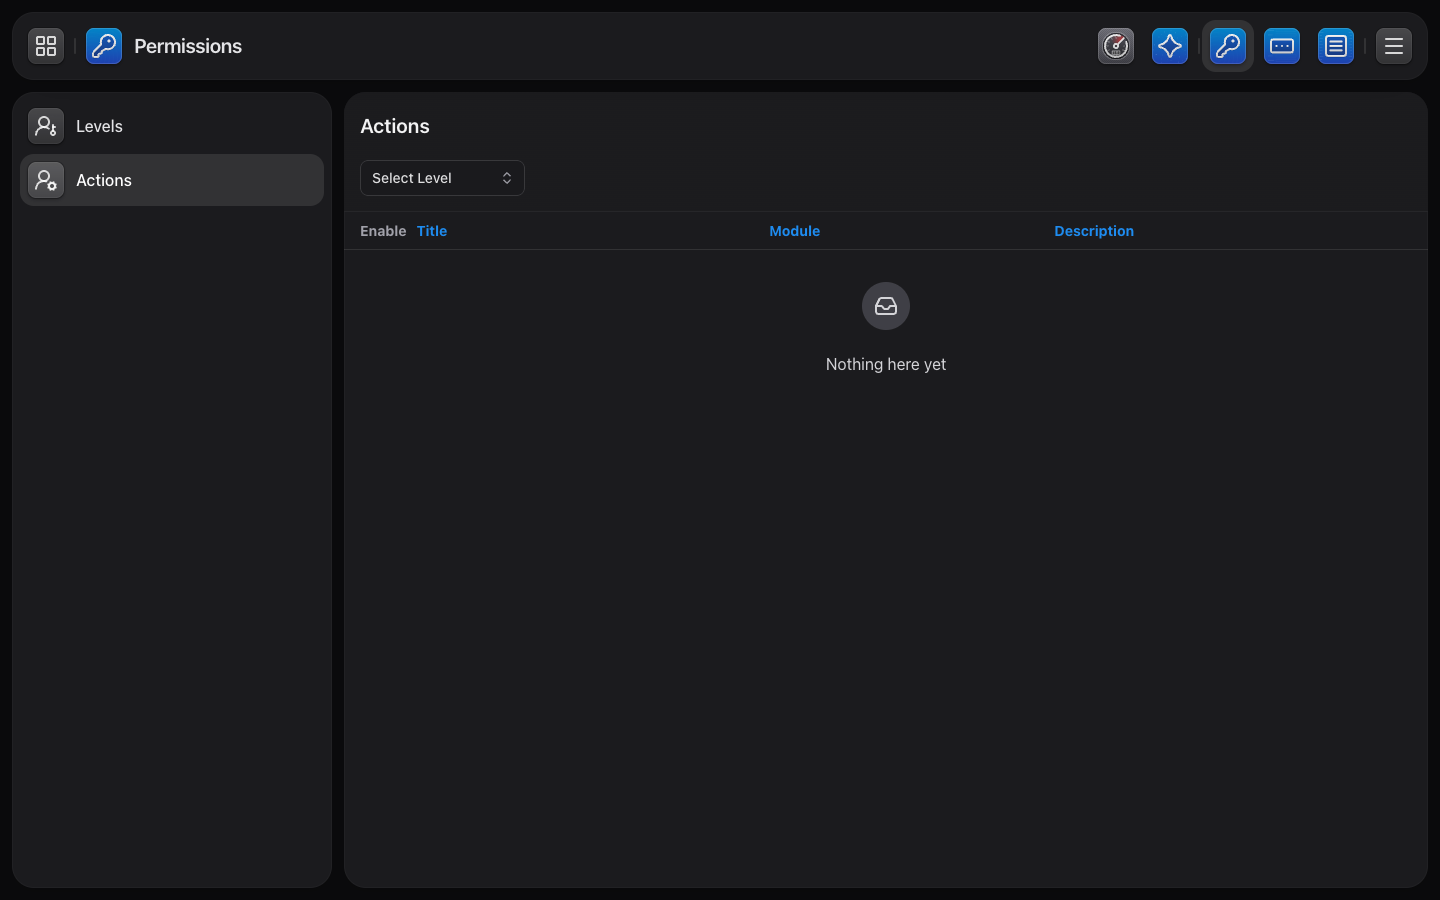 Permissions
Levels
Actions
Actions
Select Level
Enable Title Module Description
Nothing here yet